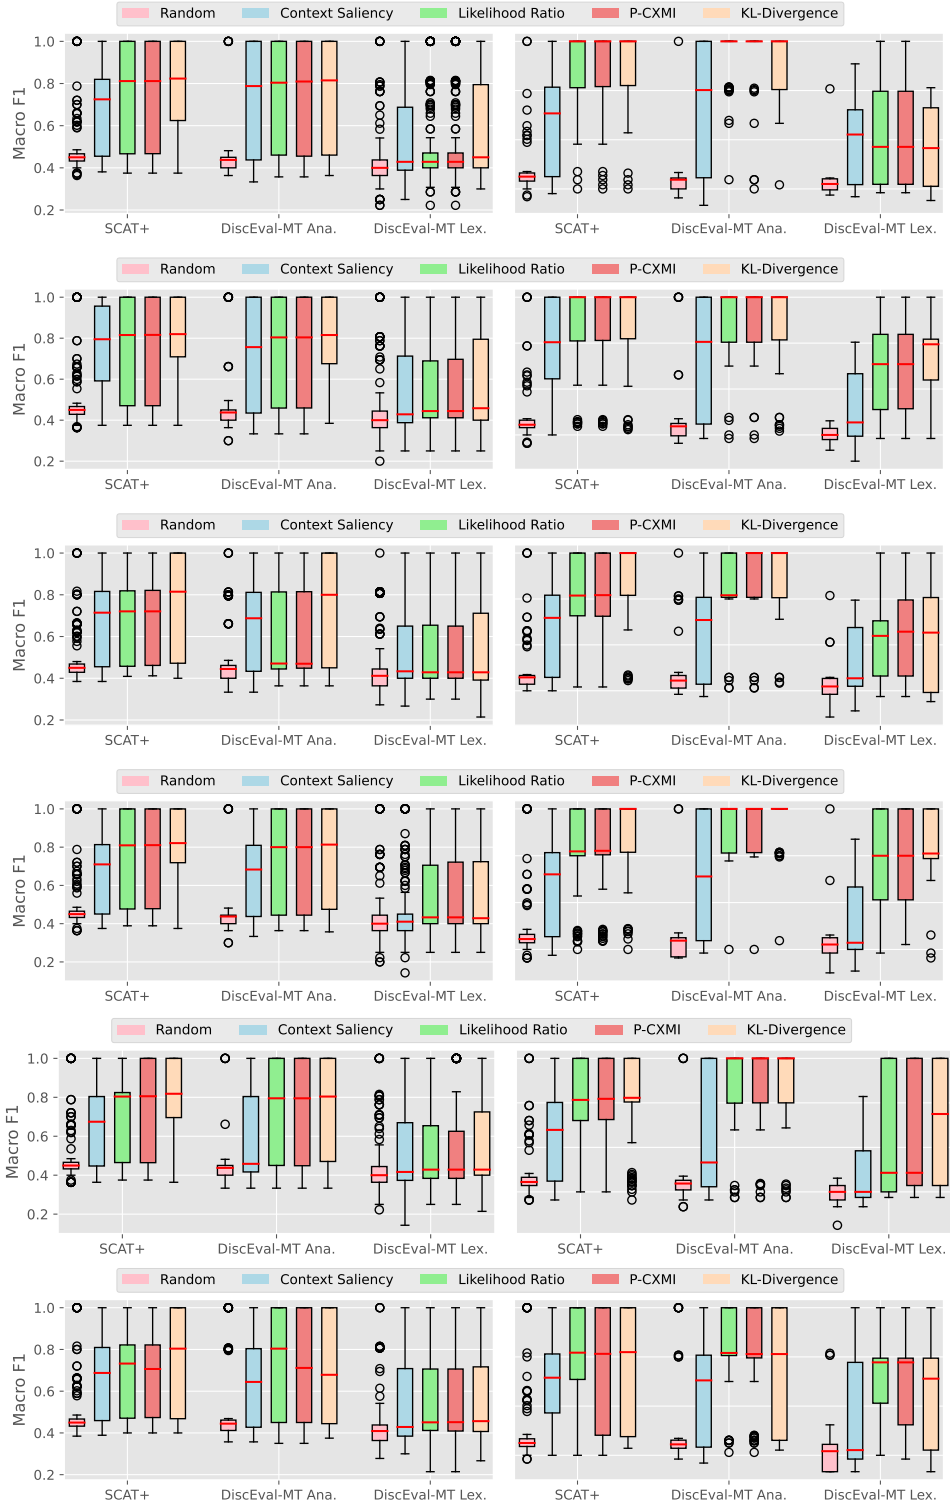 Random Context Saliency Likelihood Ratio P-CXMI KL-Divergence
Macro F1
1.0
0.8
0.6
0.4
0.2
SCAT+ DiscEval-MT Ana. DiscEval-MT Lex. SCAT+ DiscEval-MT Ana. DiscEval-MT Lex.
Random Context Saliency Likelihood Ratio P-CXMI KL-Divergence
Macro F1
1.0
0.8
0.6
0.4
0.2
SCAT+ DiscEval-MT Ana. DiscEval-MT Lex. SCAT+ DiscEval-MT Ana. DiscEval-MT Lex.
Random Context Saliency Likelihood Ratio P-CXMI KL-Divergence
Macro F1
1.0
0.8
0.6
0.4
0.2
SCAT+ DiscEval-MT Ana. DiscEval-MT Lex. SCAT+ DiscEval-MT Ana. DiscEval-MT Lex.
Random Context Saliency Likelihood Ratio P-CXMI KL-Divergence
Macro F1
1.0
0.8
0.6
0.4
0.2
SCAT+ DiscEval-MT Ana. DiscEval-MT Lex. SCAT+ DiscEval-MT Ana. DiscEval-MT Lex.
Random Context Saliency Likelihood Ratio P-CXMI KL-Divergence
Macro F1
1.0
0.8
0.6
0.4
0.2
SCAT+ DiscEval-MT Ana. DiscEval-MT Lex. SCAT+ DiscEval-MT Ana. DiscEval-MT Lex.
Random Context Saliency Likelihood Ratio P-CXMI KL-Divergence
Macro F1
1.0
0.8
0.6
0.4
0.2
SCAT+ DiscEval-MT Ana. DiscEval-MT Lex. SCAT+ DiscEval-MT Ana. DiscEval-MT Lex.